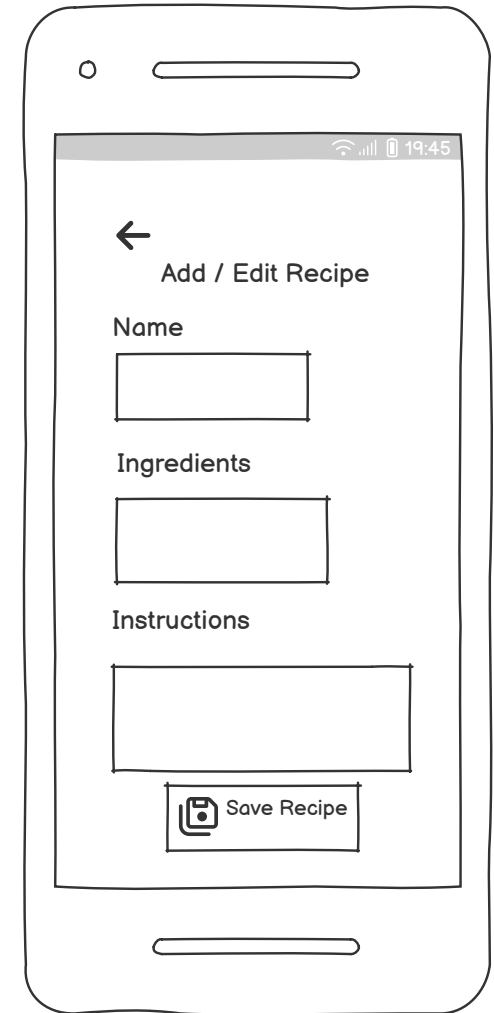 19:45
Add / Edit Recipe
Name
Ingredients
Instructions
Save Recipe